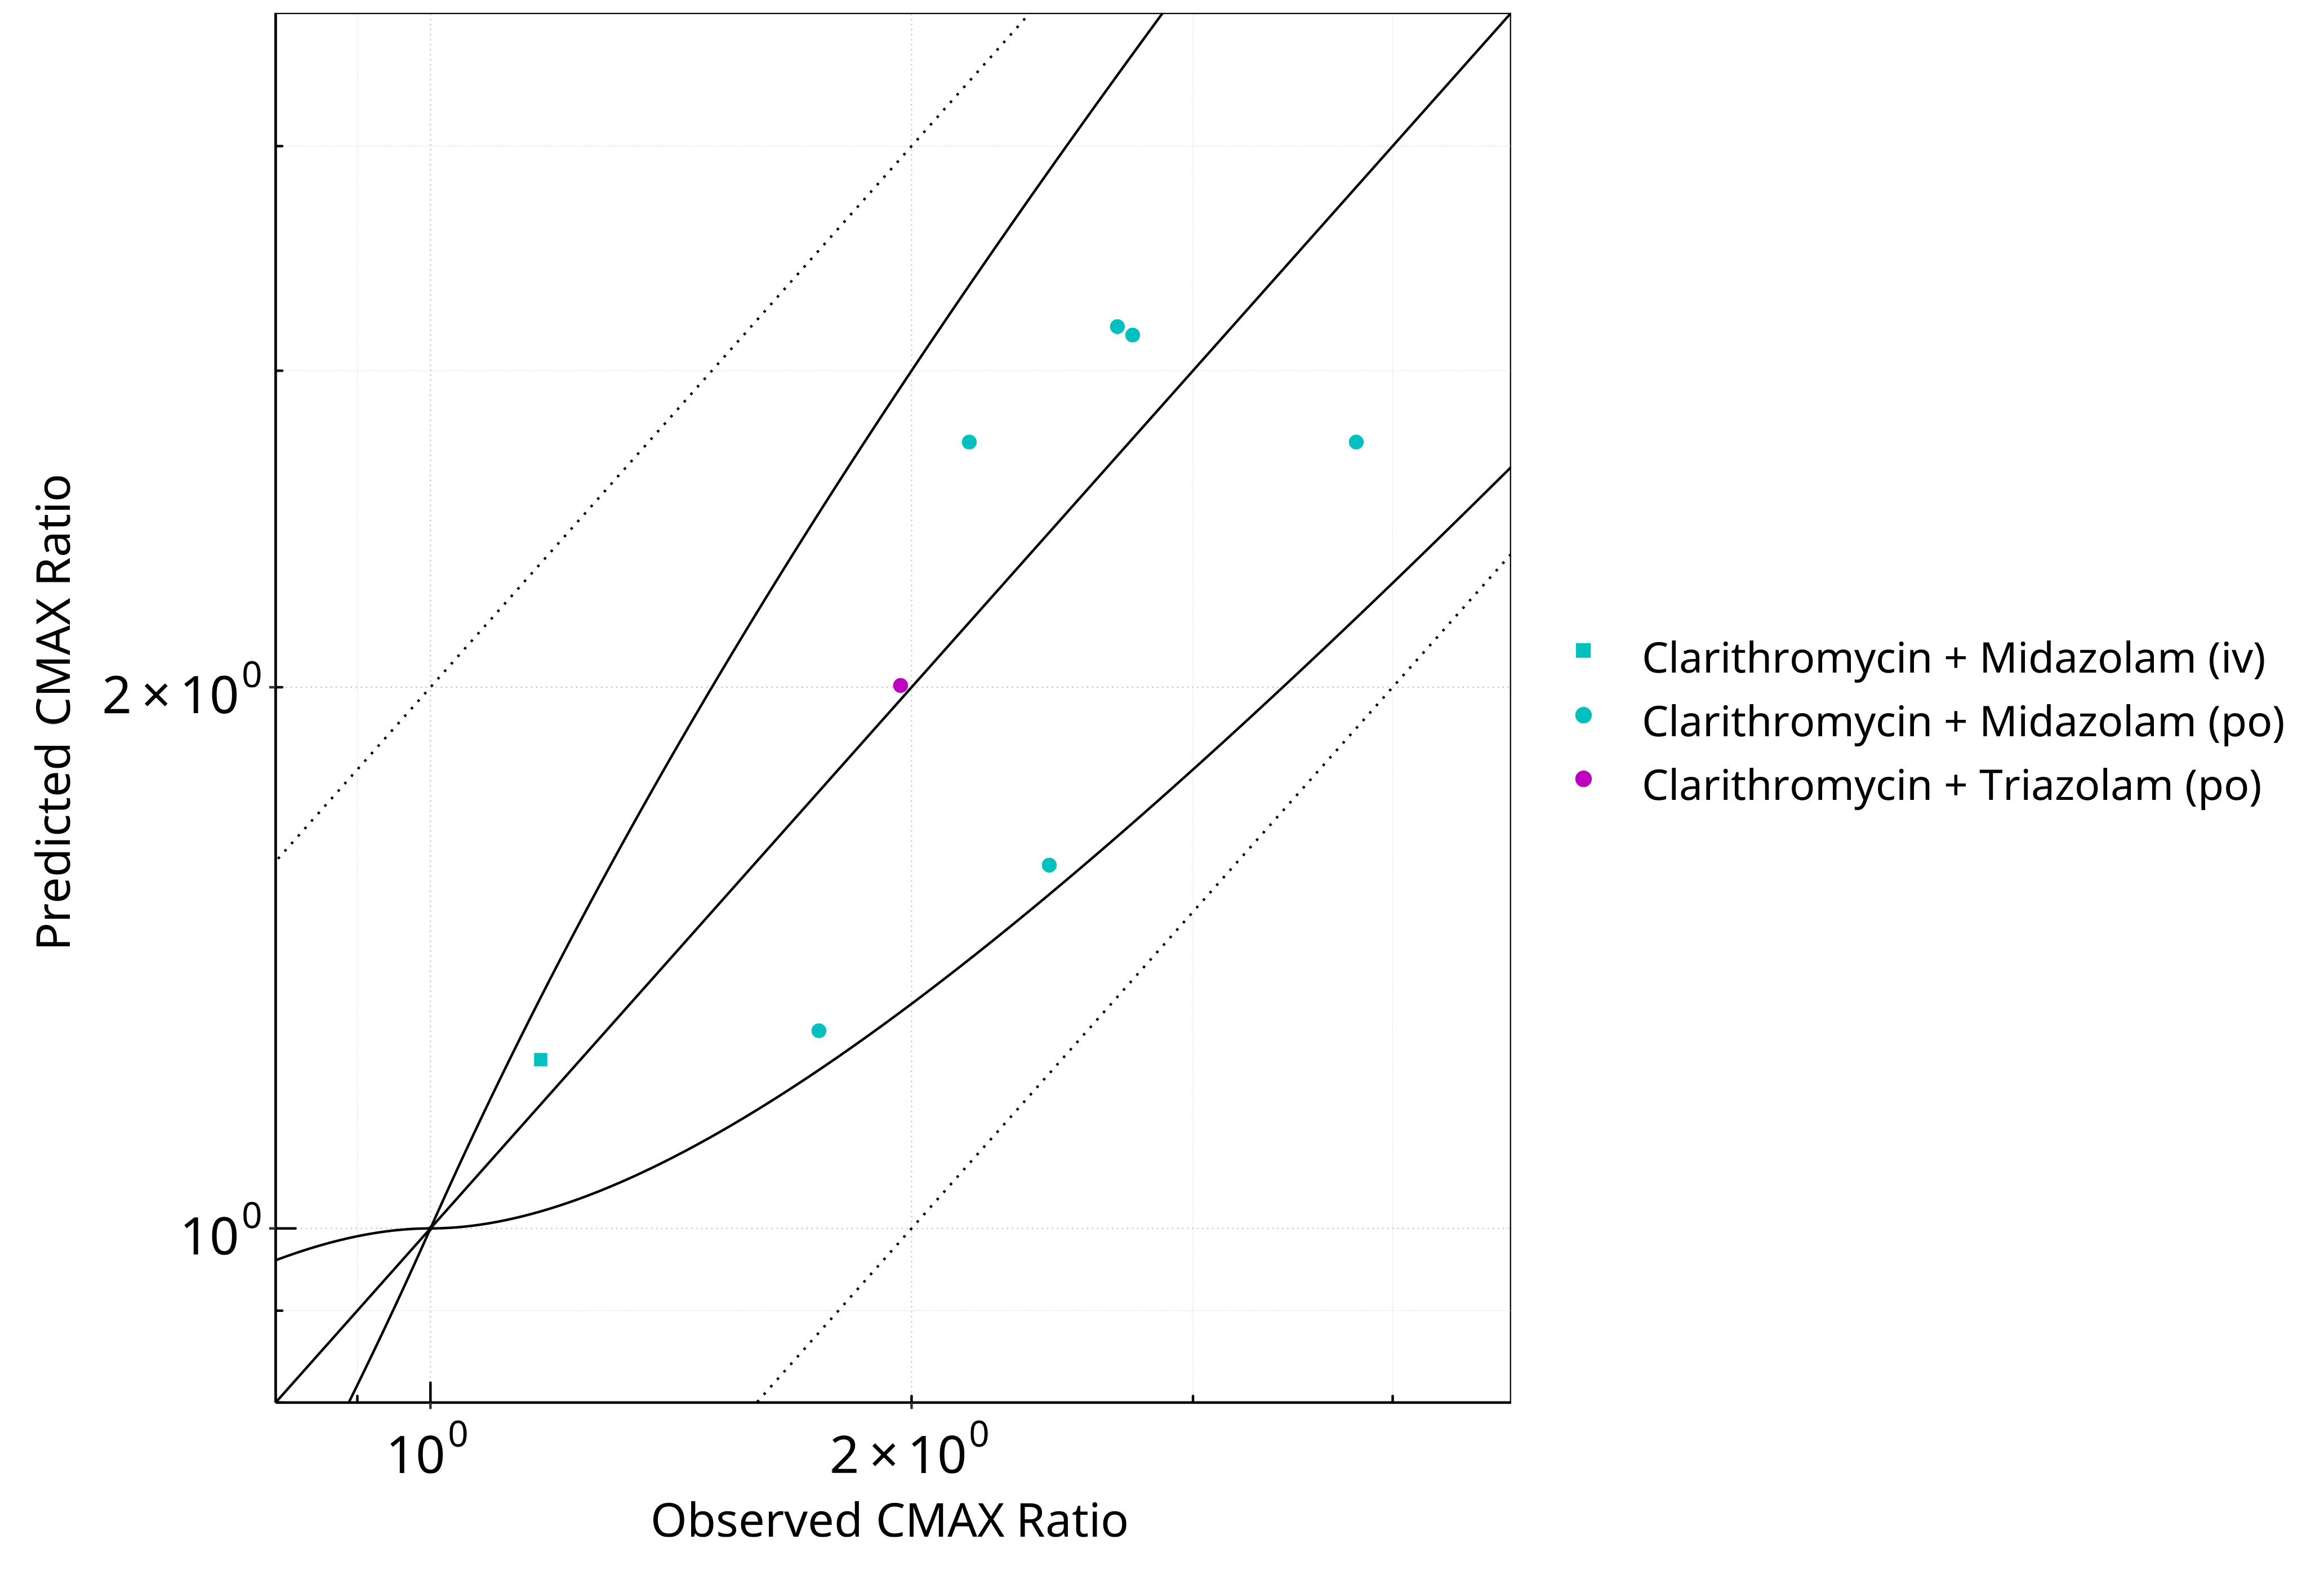 Predicted CMAX Ratio
2 × 10⁰
10⁰
10⁰
2 × 10⁰
Observed CMAX Ratio
Clarithromycin + Midazolam (iv)
Clarithromycin + Midazolam (po)
Clarithromycin + Triazolam (po)